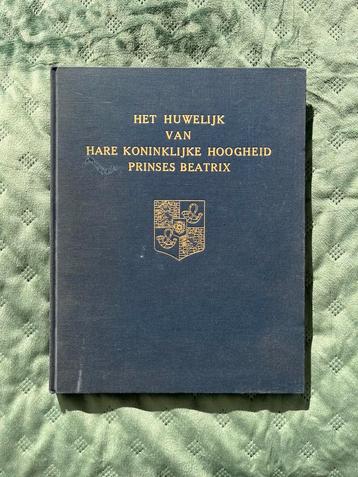 HET HUWELIJK
VAN
HARE KONINKLIJKE HOOGHEID
PRINSES BEATRIX